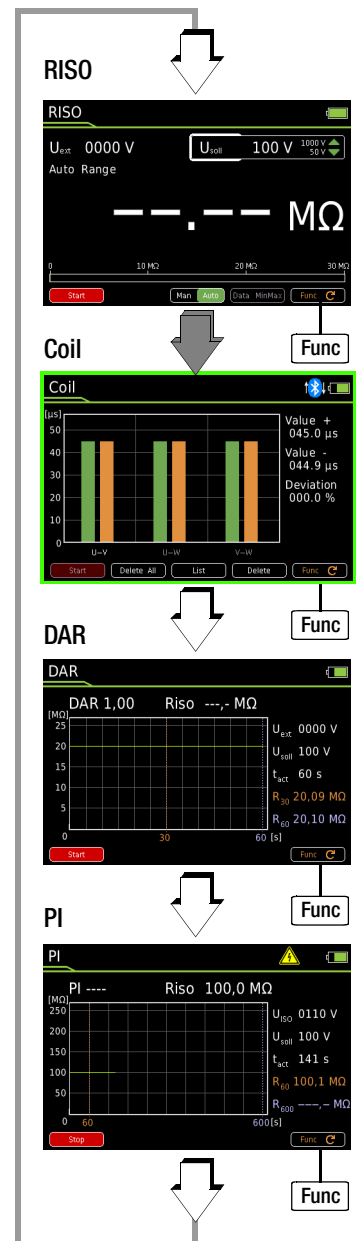 RISO
RISO
Uext 0000 V Usoll 100 V 1000 V 50 V
Auto Range
--.-- MΩ
0 10 MΩ 20 MΩ 30 MΩ
Start Man Auto Data MinMax Func
Func
Coil
Coil
[µs]
50
40
30
20
10
0
U–V U–W V–W
Value +
045.0 µs
Value -
044.9 µs
Deviation
000.0 %
Start Delete All List Delete Func
Func
DAR
DAR
DAR 1,00 Riso ---,- MΩ
[MΩ]
25
20
15
10
5
0 30 60 [s]
Uext 0000 V
Usoll 100 V
tact 60 s
R30 20,09 MΩ
R60 20,10 MΩ
Start Func
Func
PI
PI
PI ---- Riso 100,0 MΩ
[MΩ]
250
200
150
100
50
0 60 600 [s]
UISO 0110 V
Usoll 100 V
tact 141 s
R60 100,1 MΩ
R600 ---,- MΩ
Stop Func
Func